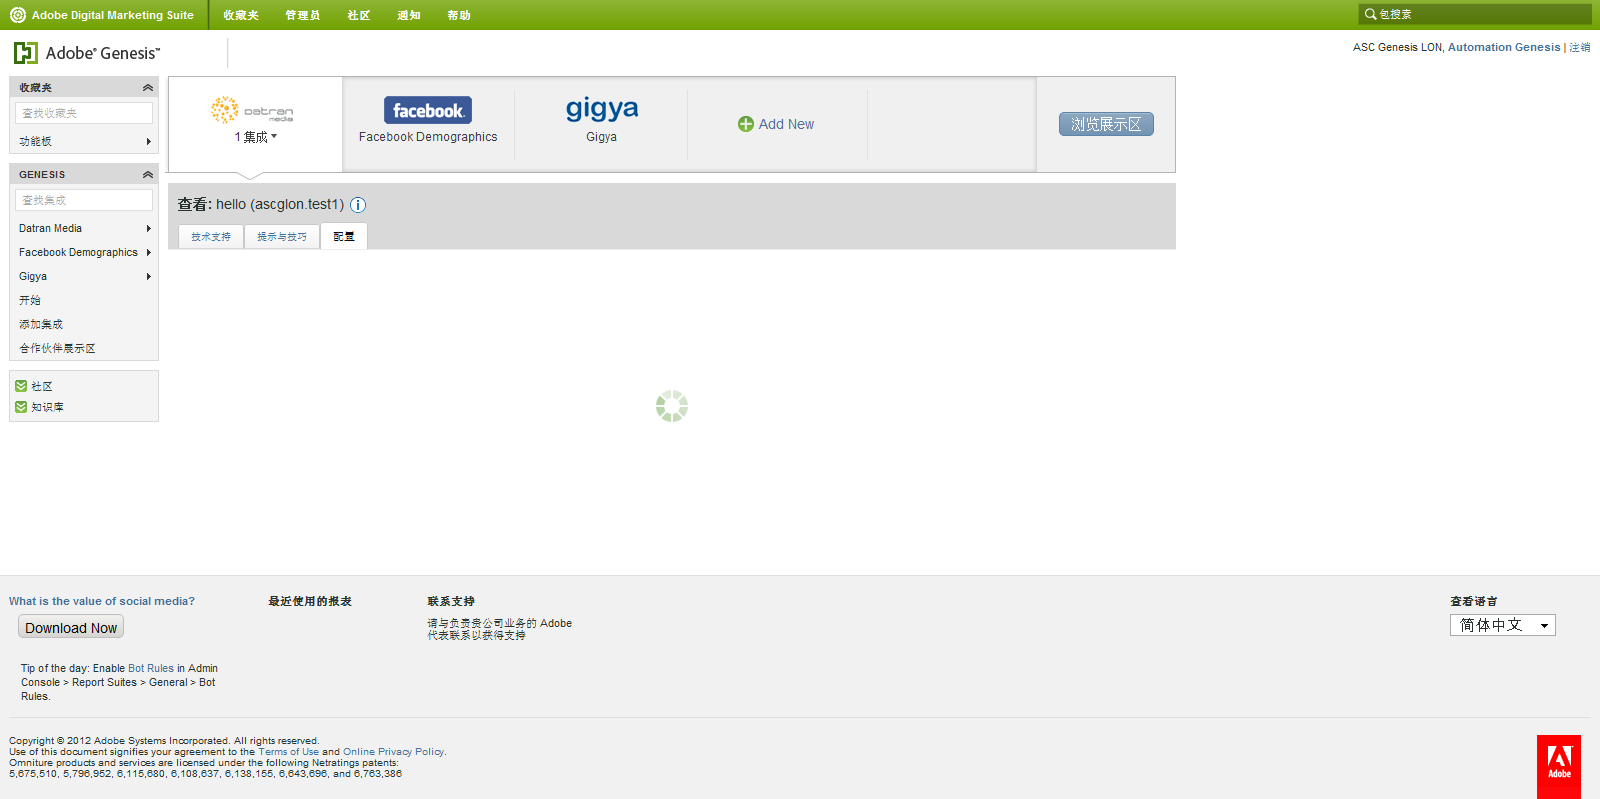 Adobe Digital Marketing Suite 收藏夹 管理员 社区 通知 帮助 包搜索
Adobe® Genesis™
ASC Genesis LON, Automation Genesis | 注销
收藏夹
查找收藏夹
功能板
GENESIS
查找集成
Datran Media
Facebook Demographics
Gigya
开始
添加集成
合作伙伴展示区
社区
知识库
datran media
1 集成
facebook.
Facebook Demographics
gigya
Gigya
Add New
浏览展示区
查看: hello (ascglon.test1) i
技术支持 提示与技巧 配置
What is the value of social media?
Download Now
Tip of the day: Enable Bot Rules in Admin
Console > Report Suites > General > Bot
Rules.
最近使用的报表
联系支持
请与负责贵公司业务的 Adobe
代表联系以获得支持
查看语言
简体中文
Copyright © 2012 Adobe Systems Incorporated. All rights reserved.
Use of this document signifies your agreement to the Terms of Use and Online Privacy Policy.
Omniture products and services are licensed under the following Netratings patents:
5,675,510, 5,796,952, 6,115,680, 6,108,637, 6,138,155, 6,643,696, and 6,763,386
Adobe